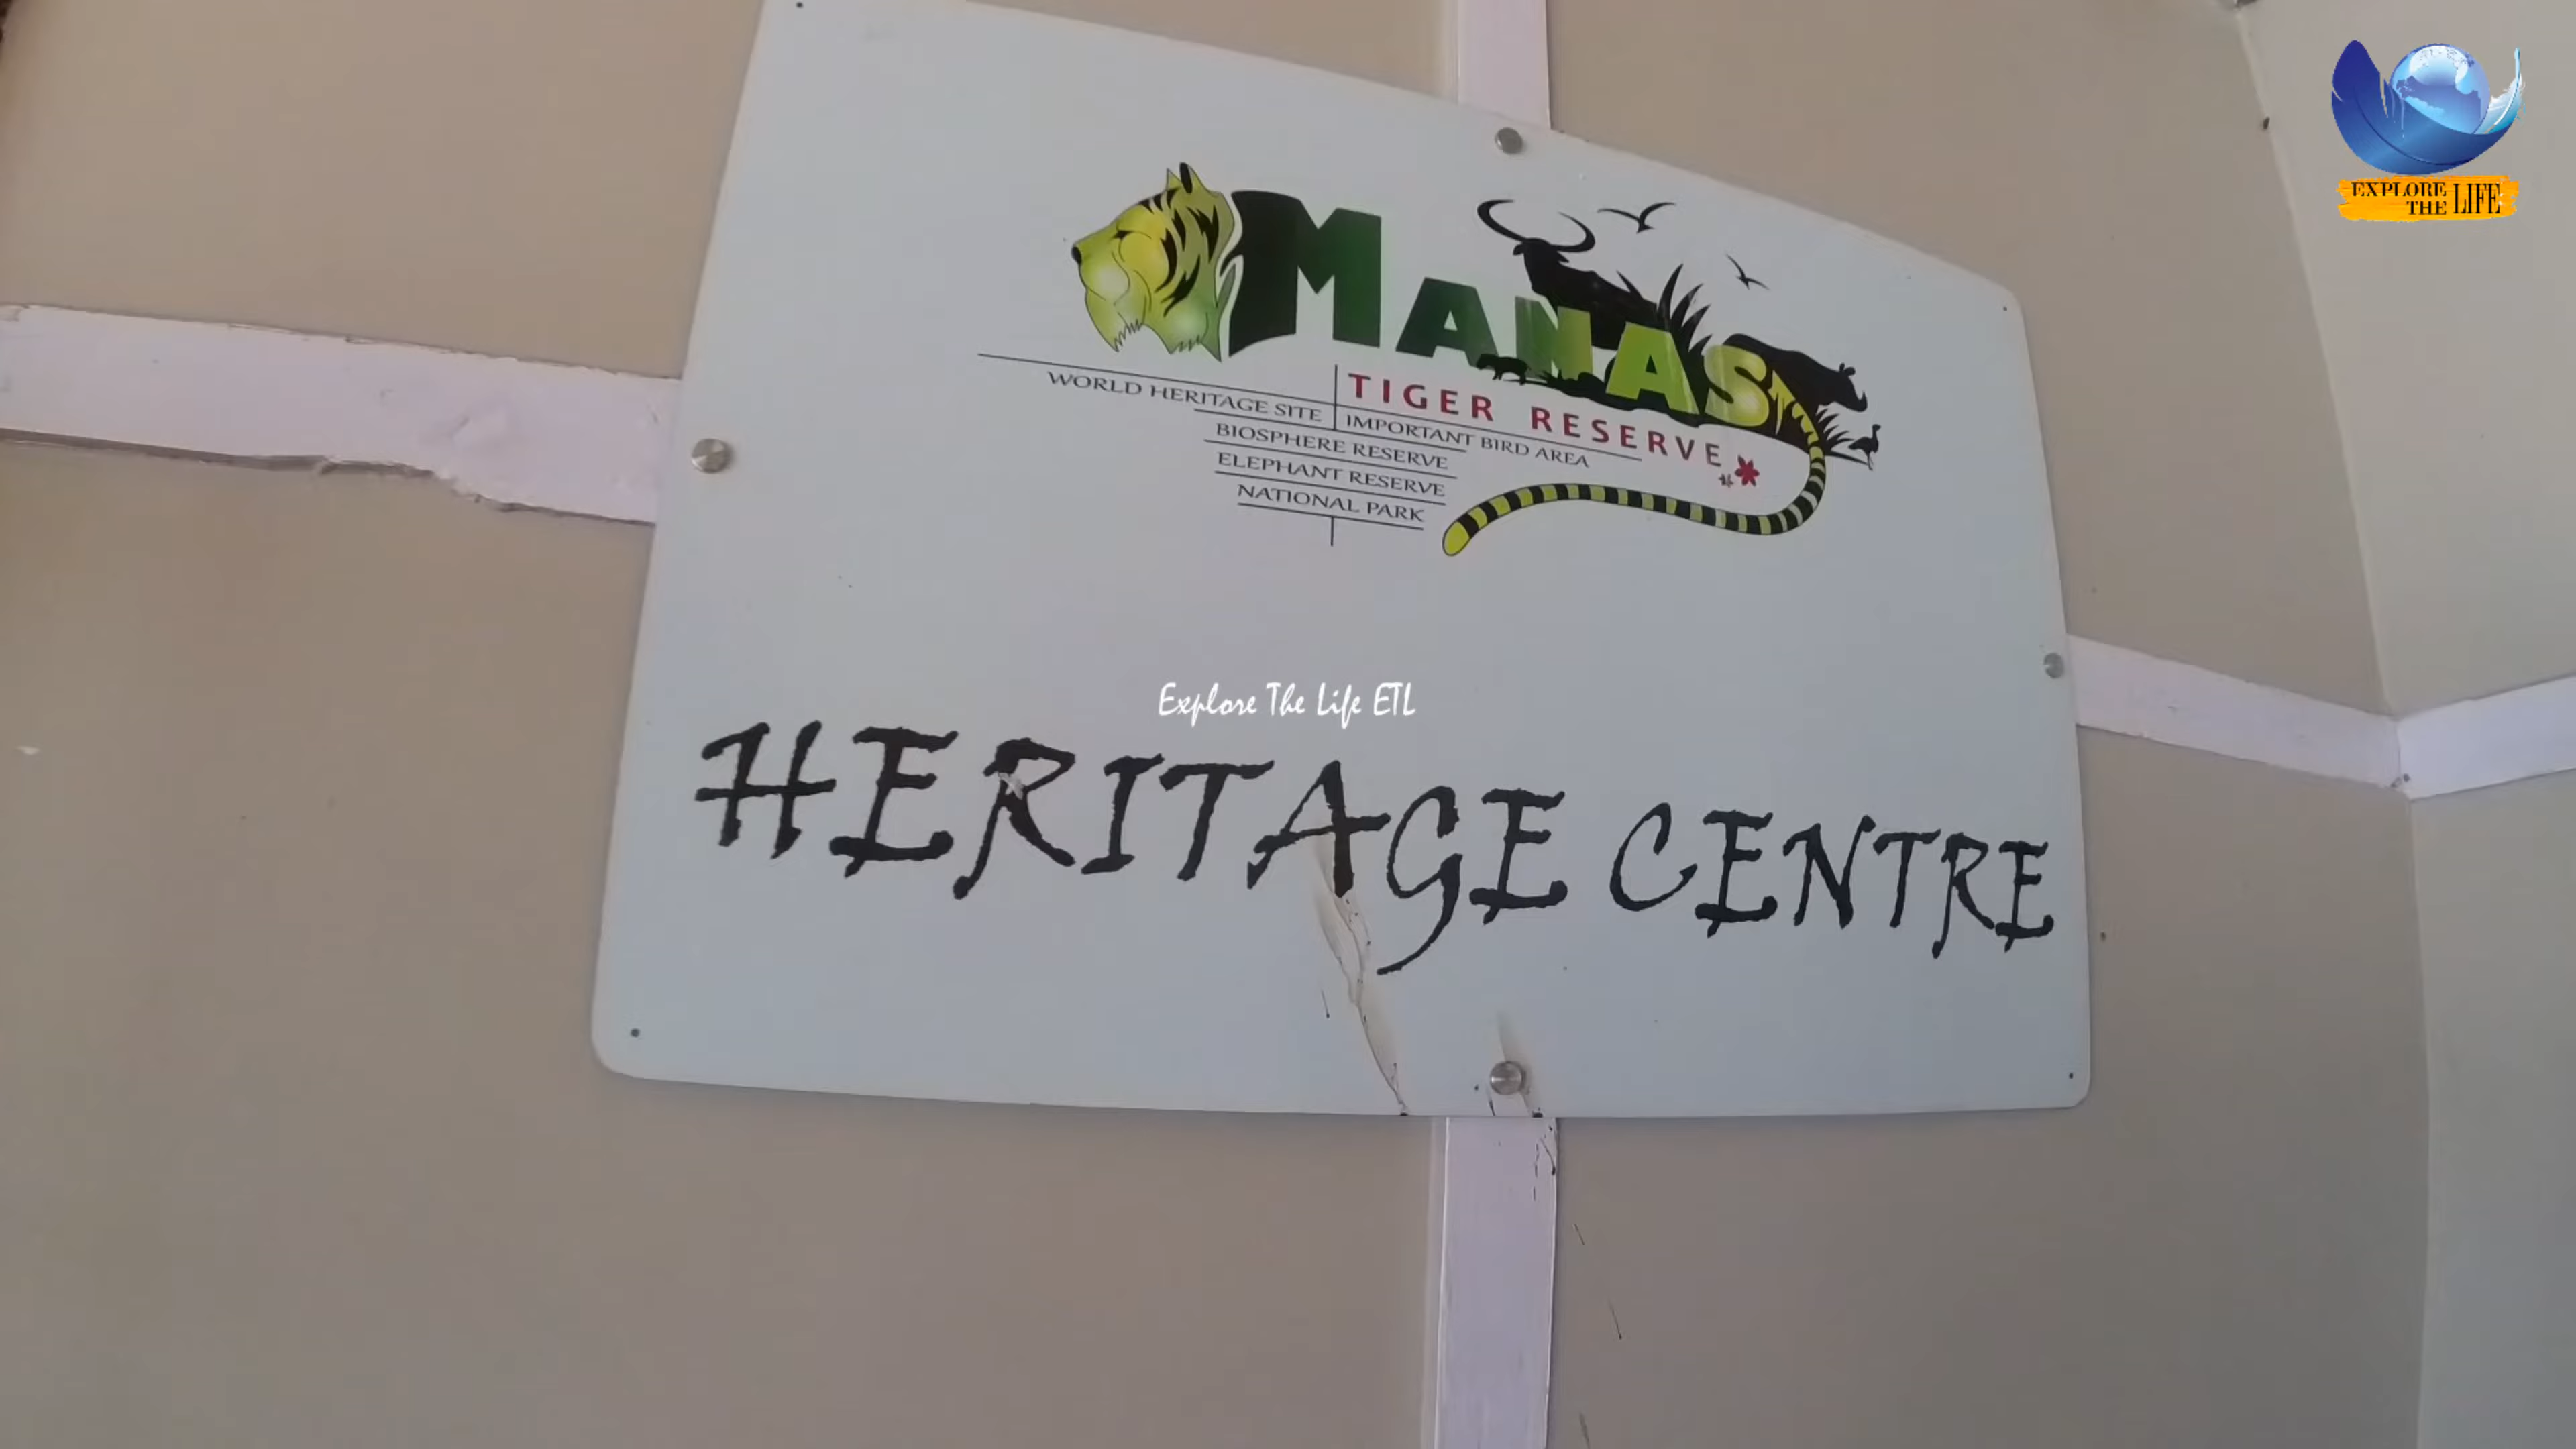 EXPLORE
THE LIFE
MANAS
TIGER RESERVE
WORLD HERITAGE SITE
IMPORTANT BIRD AREA
BIOSPHERE RESERVE
ELEPHANT RESERVE
NATIONAL PARK
Explore The Life ETL
HERITAGE CENTRE